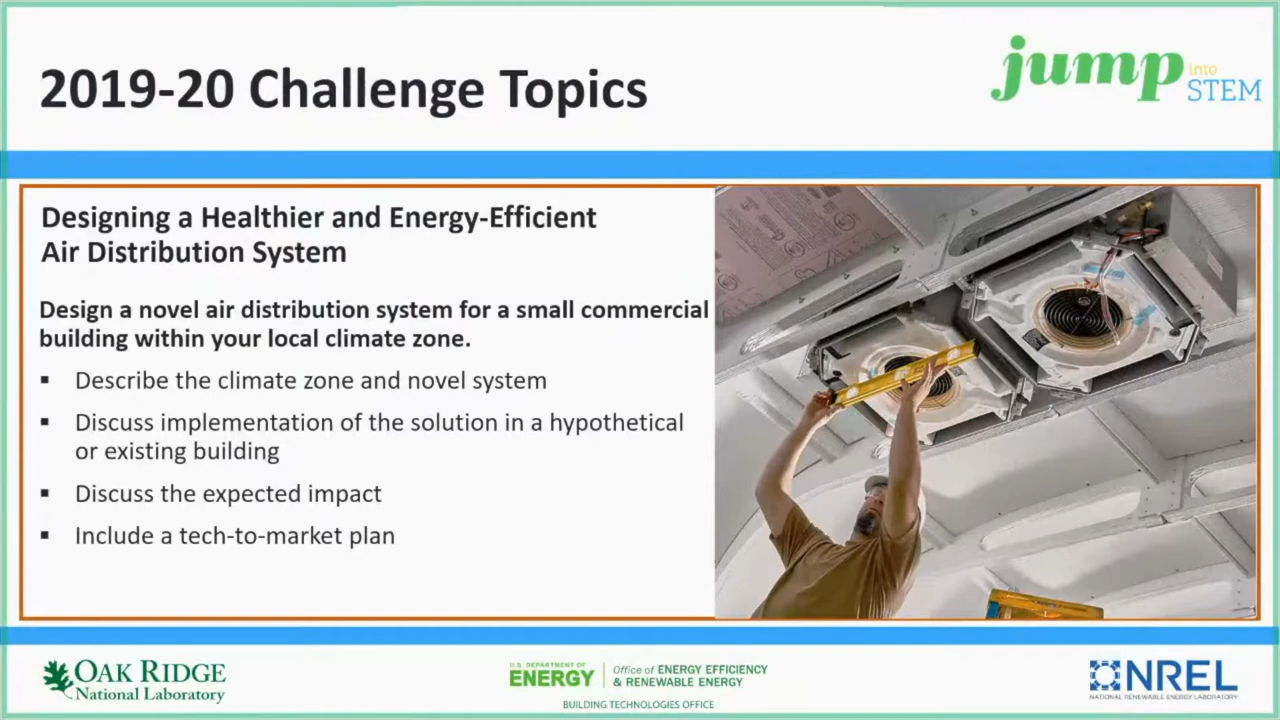 2019-20 Challenge Topics
jump into STEM
Designing a Healthier and Energy-Efficient
Air Distribution System
Design a novel air distribution system for a small commercial
building within your local climate zone.
▪ Describe the climate zone and novel system
▪ Discuss implementation of the solution in a hypothetical
or existing building
▪ Discuss the expected impact
▪ Include a tech-to-market plan
OAK RIDGE
National Laboratory
U.S. DEPARTMENT OF
ENERGY
Office of ENERGY EFFICIENCY
& RENEWABLE ENERGY
BUILDING TECHNOLOGIES OFFICE
NREL
NATIONAL RENEWABLE ENERGY LABORATORY